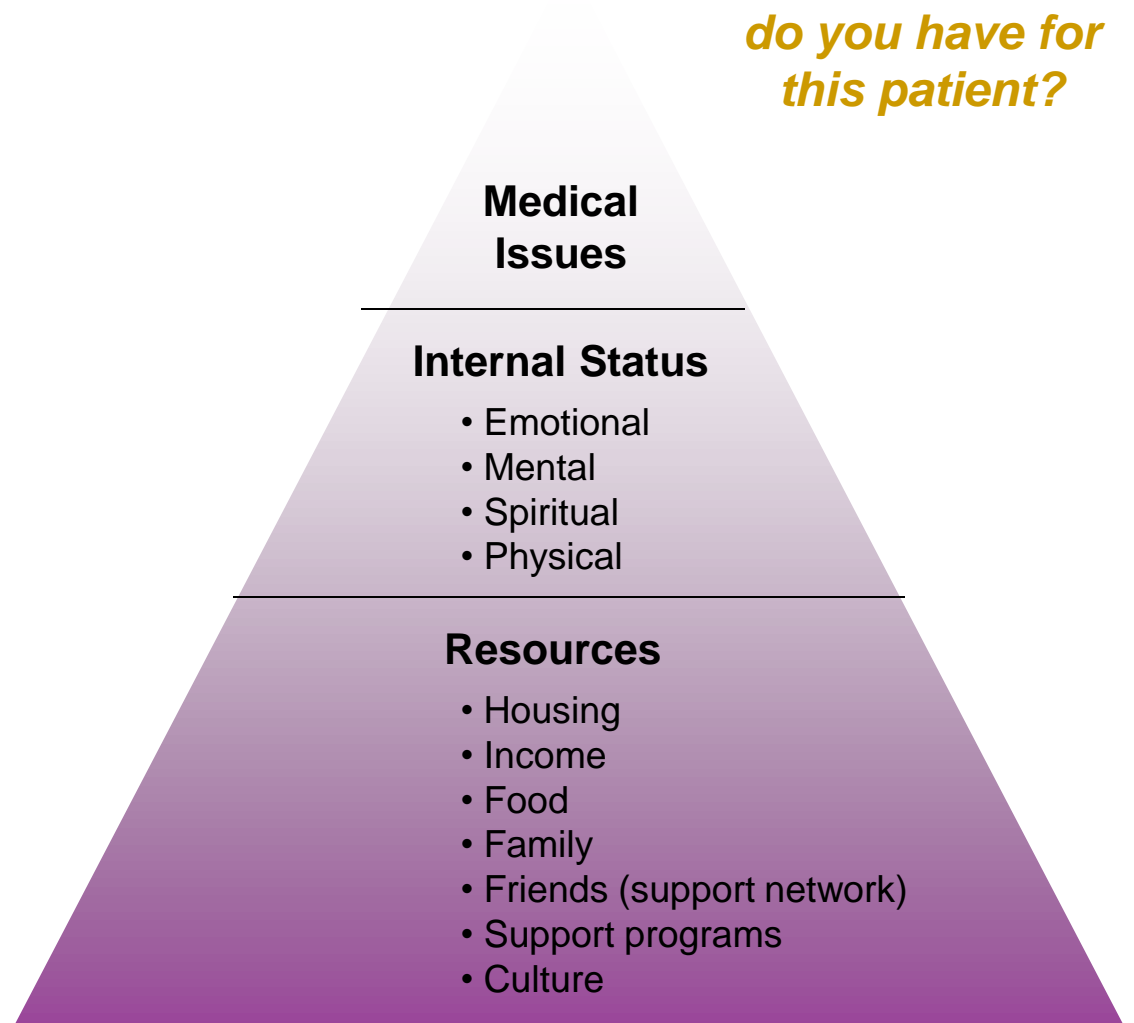 do you have for
this patient?
Medical
Issues
Internal Status
• Emotional
• Mental
• Spiritual
• Physical
Resources
• Housing
• Income
• Food
• Family
• Friends (support network)
• Support programs
• Culture